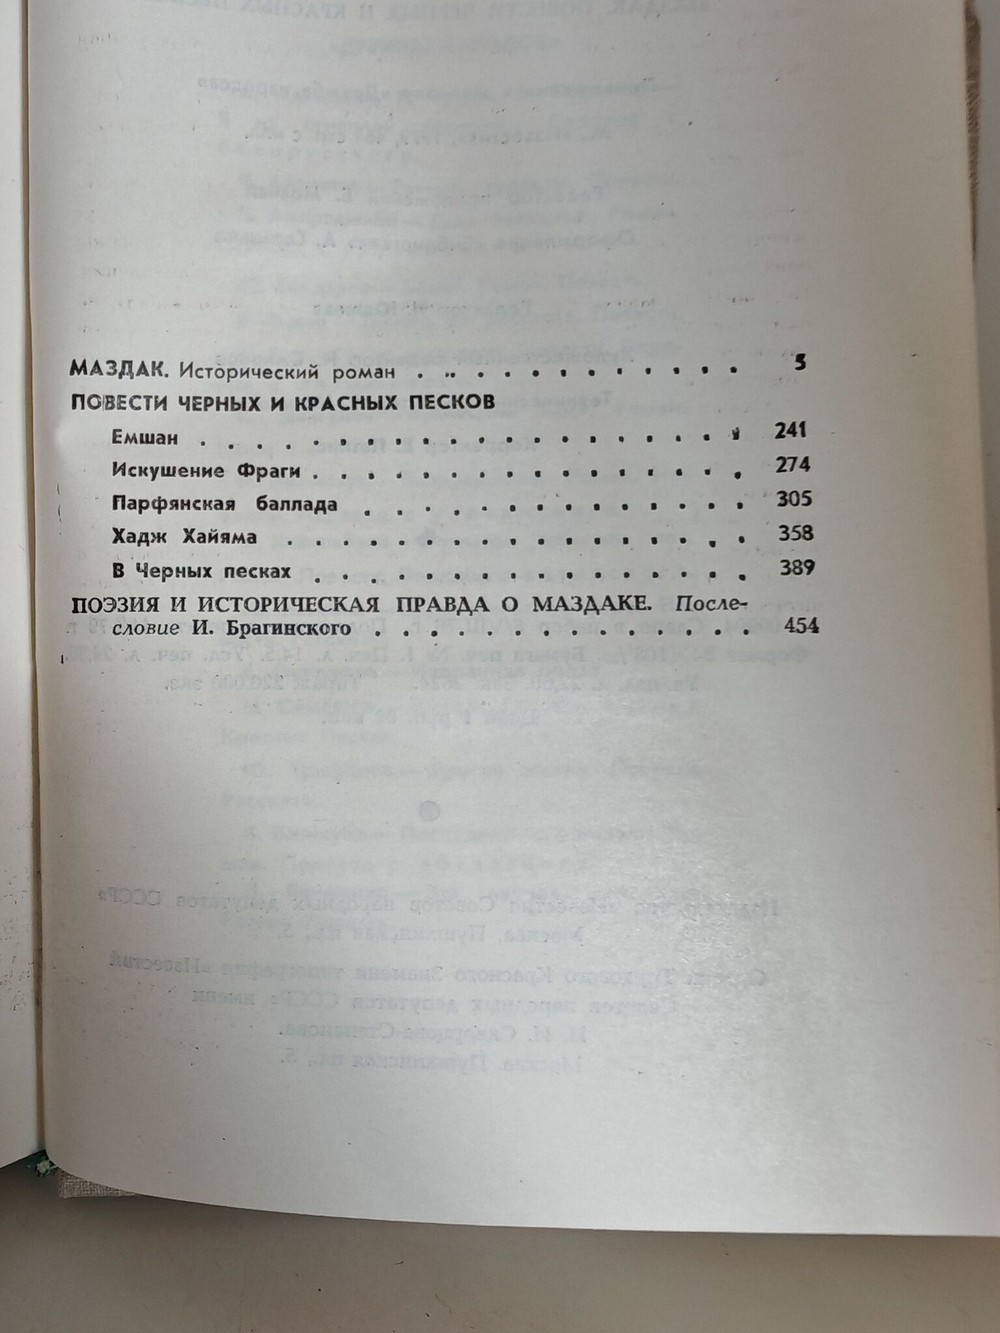 МАЗДАК. Исторический роман . . . . . . . . . . . . 5
ПОВЕСТИ ЧЕРНЫХ И КРАСНЫХ ПЕСКОВ
Емшан . . . . . . . . . . . . . . . . . . . . 241
Искушение Фраги . . . . . . . . . . . . . . . . 274
Парфянская баллада . . . . . . . . . . . . . . 305
Хадж Хайяма . . . . . . . . . . . . . . . . . 358
В Черных песках . . . . . . . . . . . . . . . . 389
ПОЭЗИЯ И ИСТОРИЧЕСКАЯ ПРАВДА О МАЗДАКЕ. После-
словие И. Брагинского . . . . . . . . . . . . . . 454